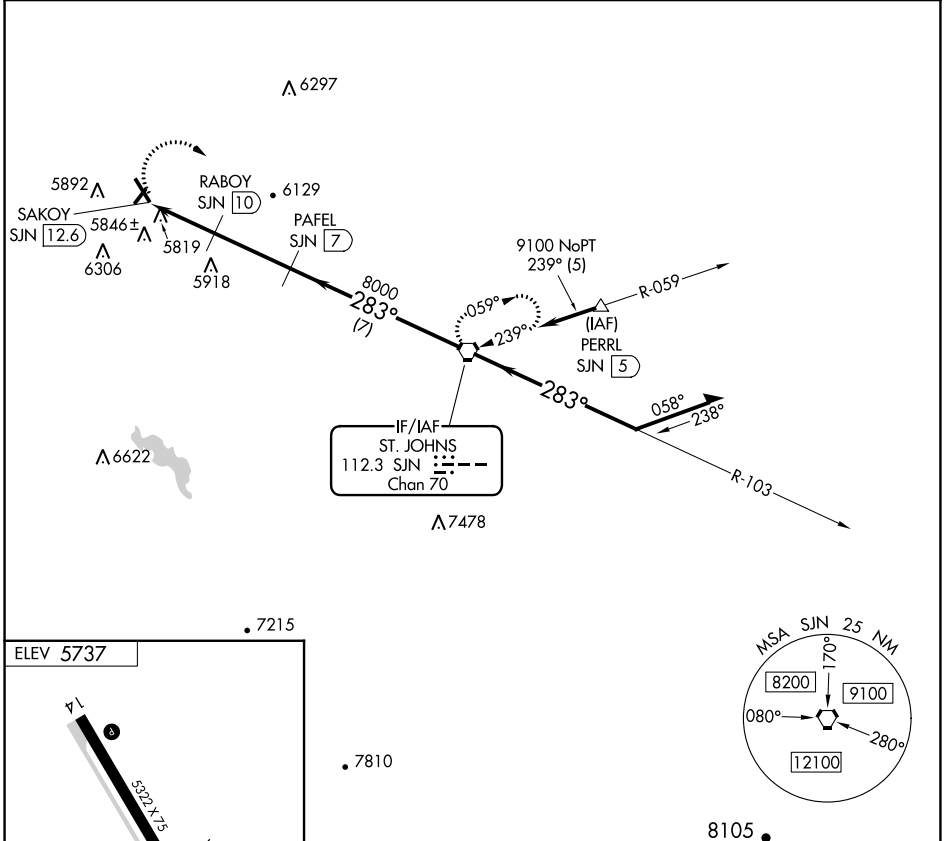 6297
5892
RABOY
SJN 10
6129
SAKOY
SJN 12.6
5846±
5819
PAFEL
SJN 7
6306
5918
9100 NoPT
239° (5)
R-059
8000
283°
(7)
059°
239°
(IAF)
PERRL
SJN 5
283°
058°
238°
IF/IAF
ST. JOHNS
112.3 SJN
Chan 70
R-103
6622
7478
7215
MSA SJN 25 NM
170°
8200
9100
080°
280°
12100
ELEV 5737
14
P
5322 X 75
7810
8105